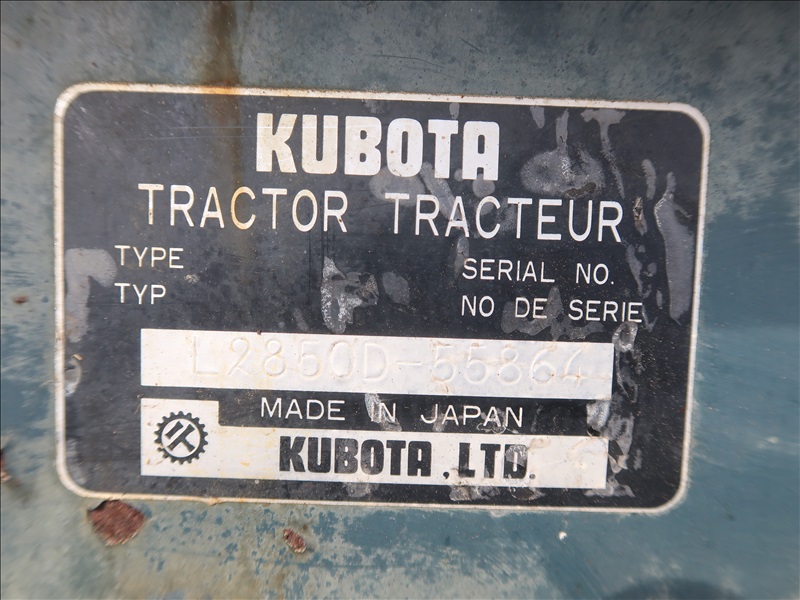 KUBOTA
TRACTOR TRACTEUR
TYPE
TYP
SERIAL NO.
NO DE SERIE
L2850D-55864
MADE IN JAPAN
KUBOTA, LTD.